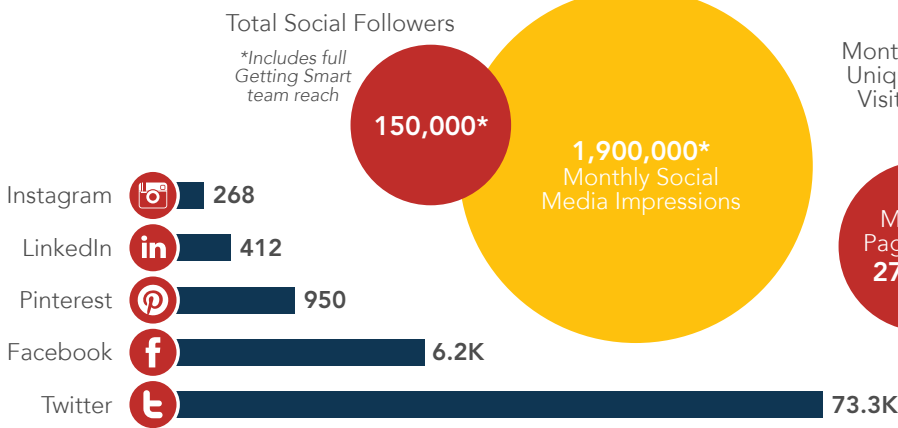 Total Social Followers
*Includes full
Getting Smart
team reach
150,000*
1,900,000*
Monthly Social
Media Impressions
Instagram 268
LinkedIn in 412
Pinterest 950
Facebook f 6.2K
Twitter 73.3K